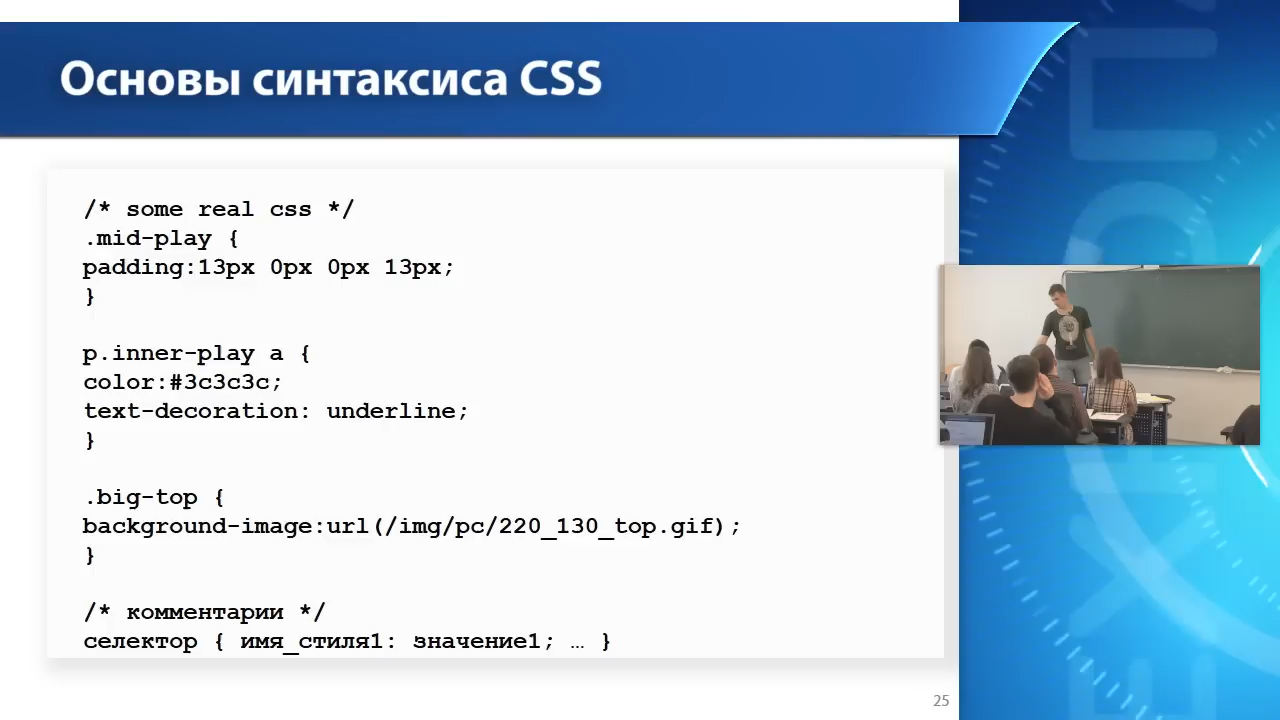 Основы синтаксиса CSS
/* some real css */
.mid-play {
padding:13px 0px 0px 13px;
}
p.inner-play a {
color:#3c3c3c;
text-decoration: underline;
}
.big-top {
background-image:url(/img/pc/220_130_top.gif);
}
/* комментарии */
селектор { имя_стиля1: значение1; … }
25